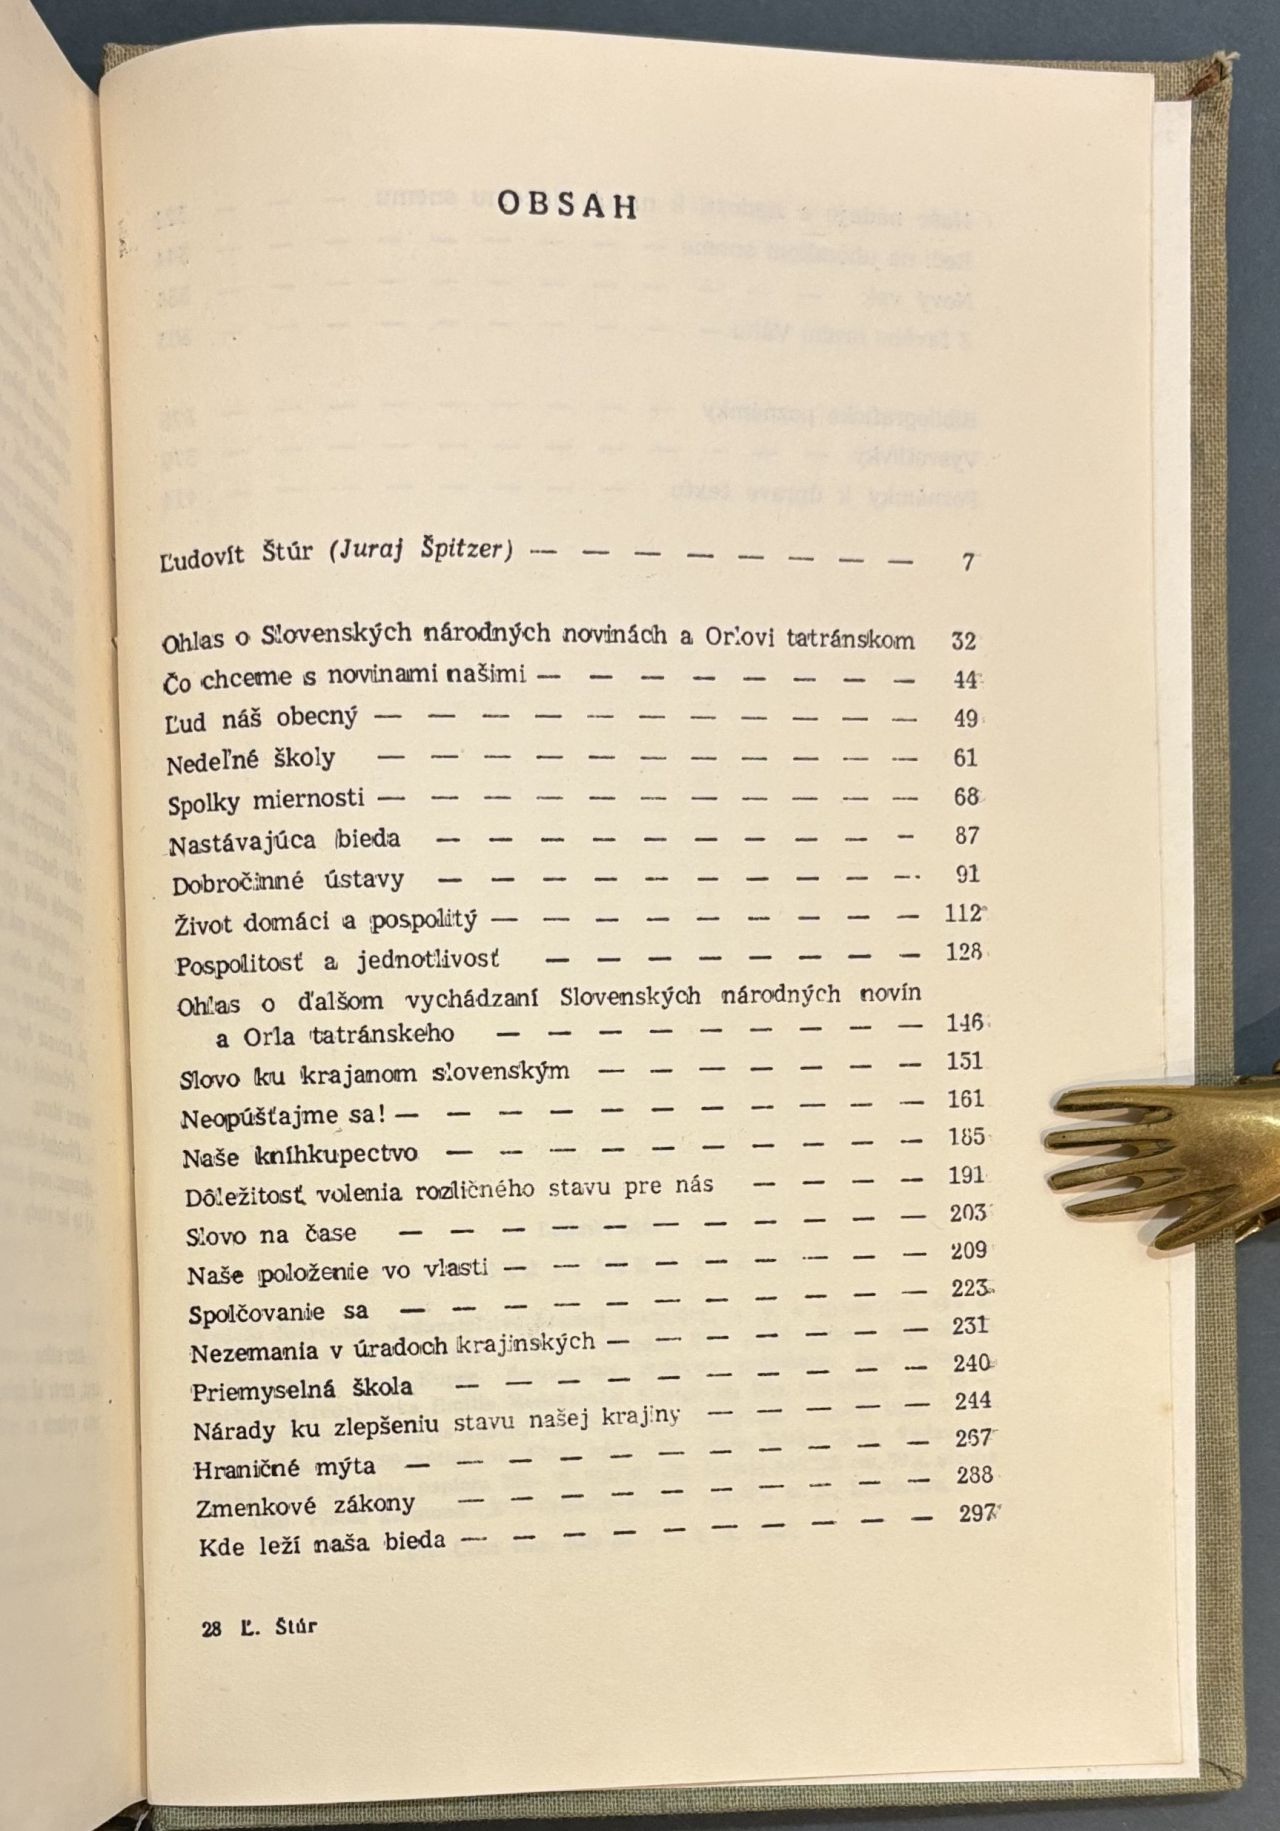 OBSAH
Ľudovít Štúr (Juraj Špitzer) — — — — — — — — 7
Ohlas o Slovenských národných novinách a Orlovi tatránskom 32
Čo chceme s novinami našimi — — — — — — — — 44
Ľud náš obecný — — — — — — — — — — — 49
Nedeľné školy — — — — — — — — — — — 61
Spolky miernosti — — — — — — — — — — — 68
Nastávajúca bieda — — — — — — — — — - 87
Dobročinné ústavy — — — — — — — — — — 91
Život domáci a pospolitý — — — — — — — — — 112
Pospolitosť a jednotlivosť — — — — — — — — 128
Ohlas o ďalšom vychádzaní Slovenských národných novín
a Orla tatránskeho — — — — — — — — — 146
Slovo ku krajanom slovenským — — — — — — — 151
Neopúšťajme sa! — — — — — — — — — — — 161
Naše kníhkupectvo — — — — — — — — — — 185
Dôležitosť volenia rozličného stavu pre nás — — — — 191
Slovo na čase — — — — — — — — — — — 203
Naše položenie vo vlasti — — — — — — — — — 209
Spolčovanie sa — — — — — — — — — — — 223
Nezemania v úradoch krajinských — — — — — — — 231
Priemyselná škola — — — — — — — — — — 240
Nárady ku zlepšeniu stavu našej krajiny — — — — — 244
Hraničné mýta — — — — — — — — — — — 267
Zmenkové zákony — — — — — — — — — — 288
Kde leží naša bieda — — — — — — — — — — 297
28 Ľ. Štúr